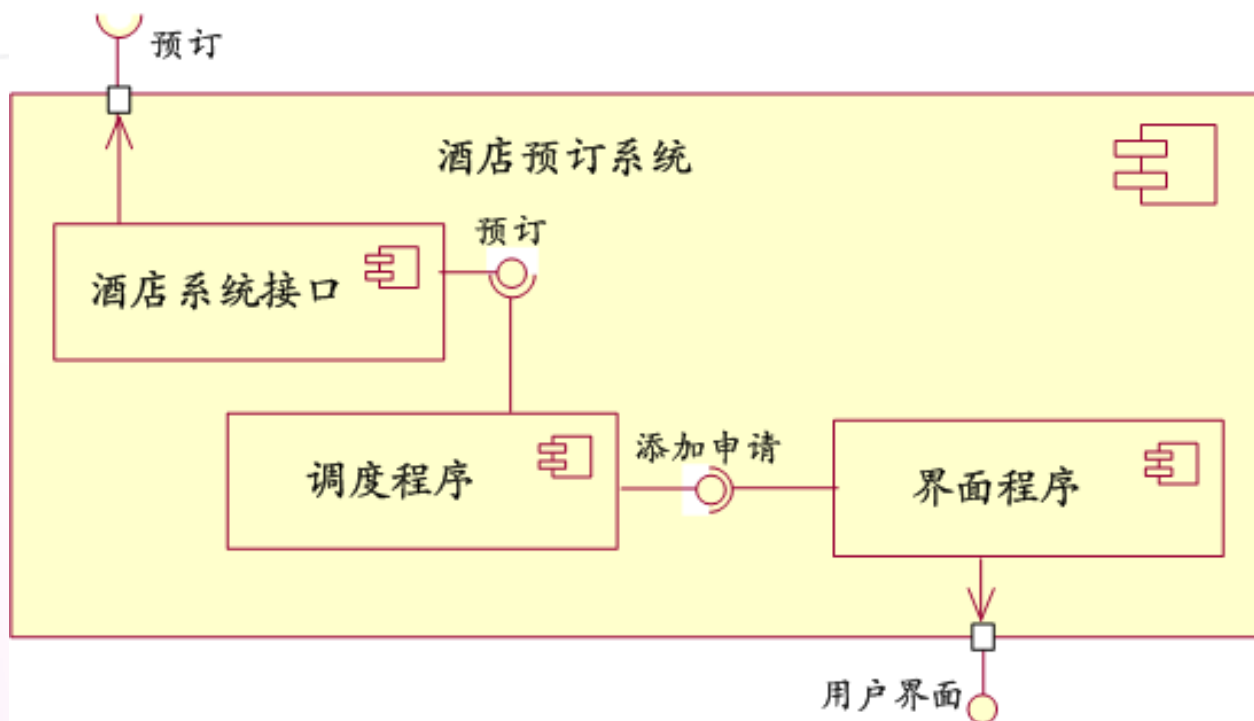 预订
酒店预订系统
预订
酒店系统接口
添加申请
调度程序
界面程序
用户界面